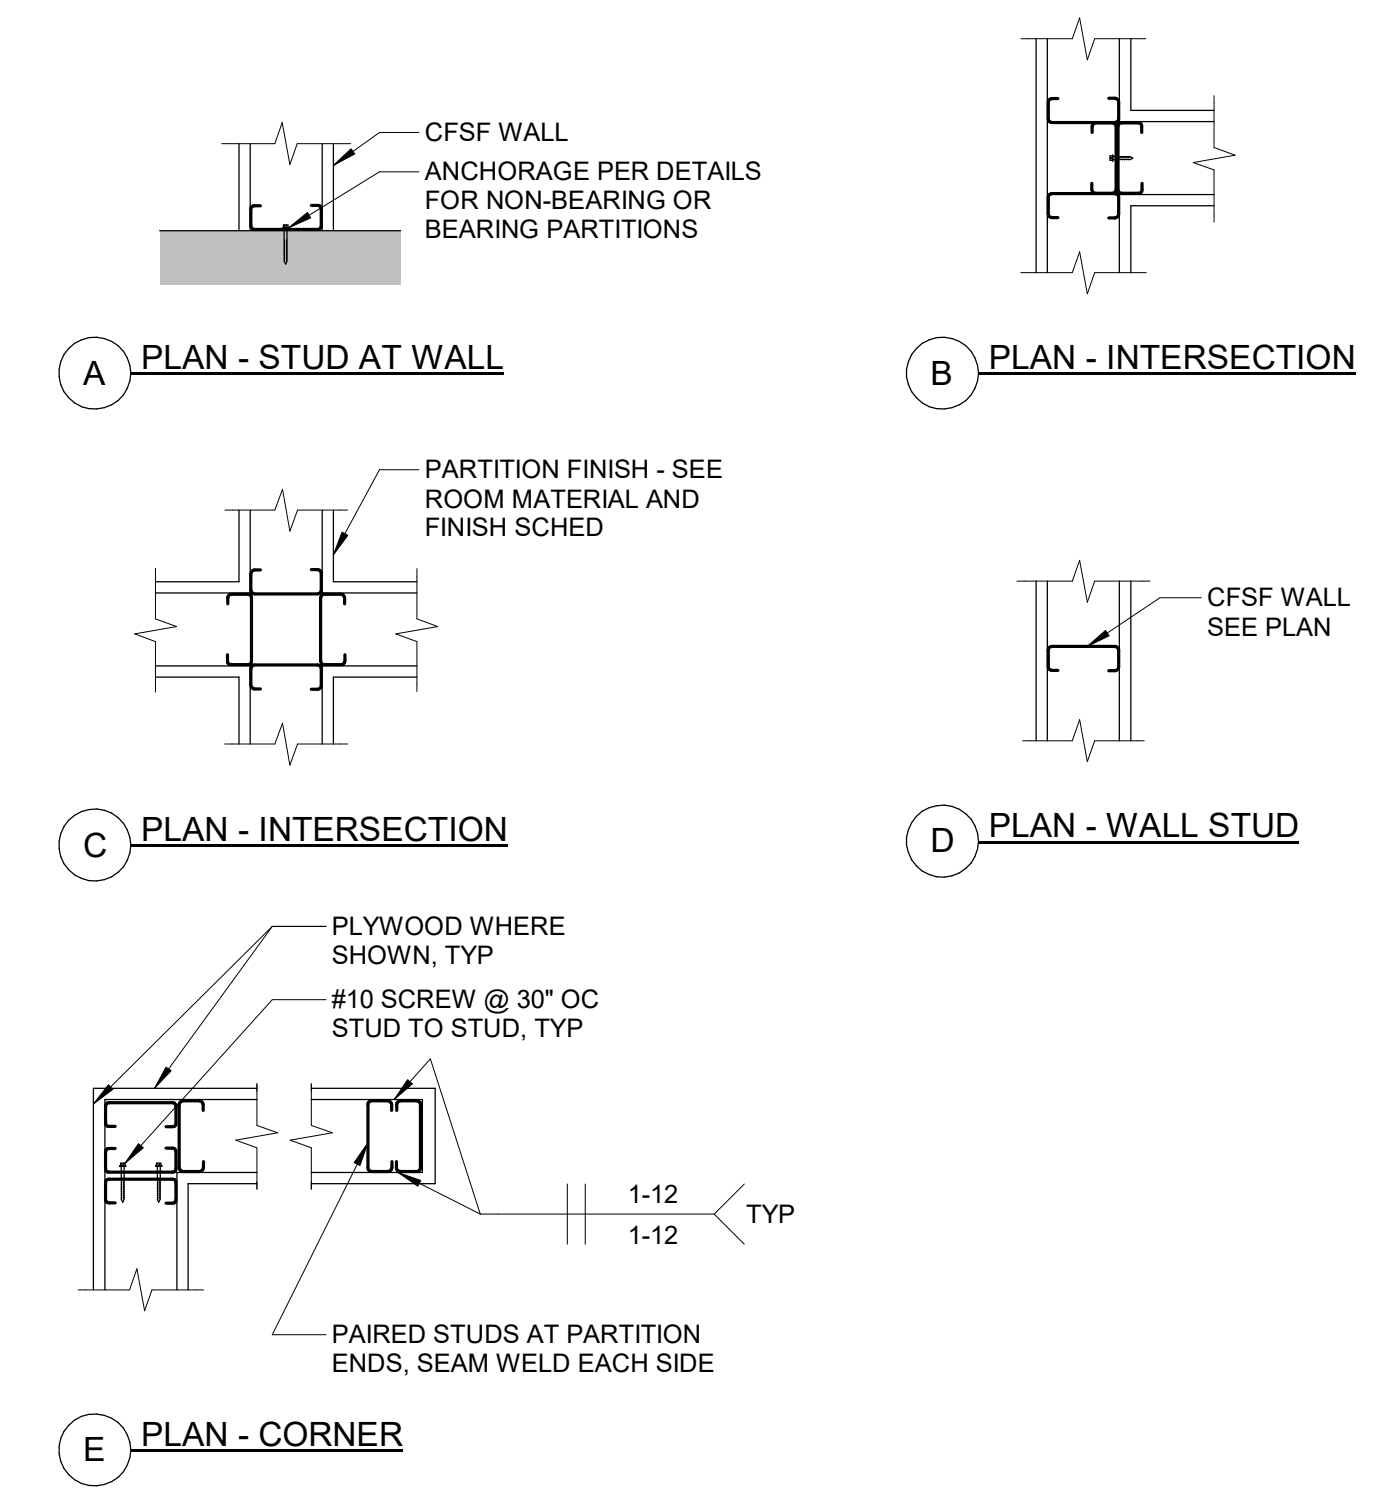 CFSF WALL
ANCHORAGE PER DETAILS
FOR NON-BEARING OR
BEARING PARTITIONS
A
PLAN - STUD AT WALL
B
PLAN - INTERSECTION
PARTITION FINISH - SEE
ROOM MATERIAL AND
FINISH SCHED
C
PLAN - INTERSECTION
CFSF WALL
SEE PLAN
D
PLAN - WALL STUD
PLYWOOD WHERE
SHOWN, TYP
#10 SCREW @ 30" OC
STUD TO STUD, TYP
1-12
1-12
TYP
PAIRED STUDS AT PARTITION
ENDS, SEAM WELD EACH SIDE
E
PLAN - CORNER